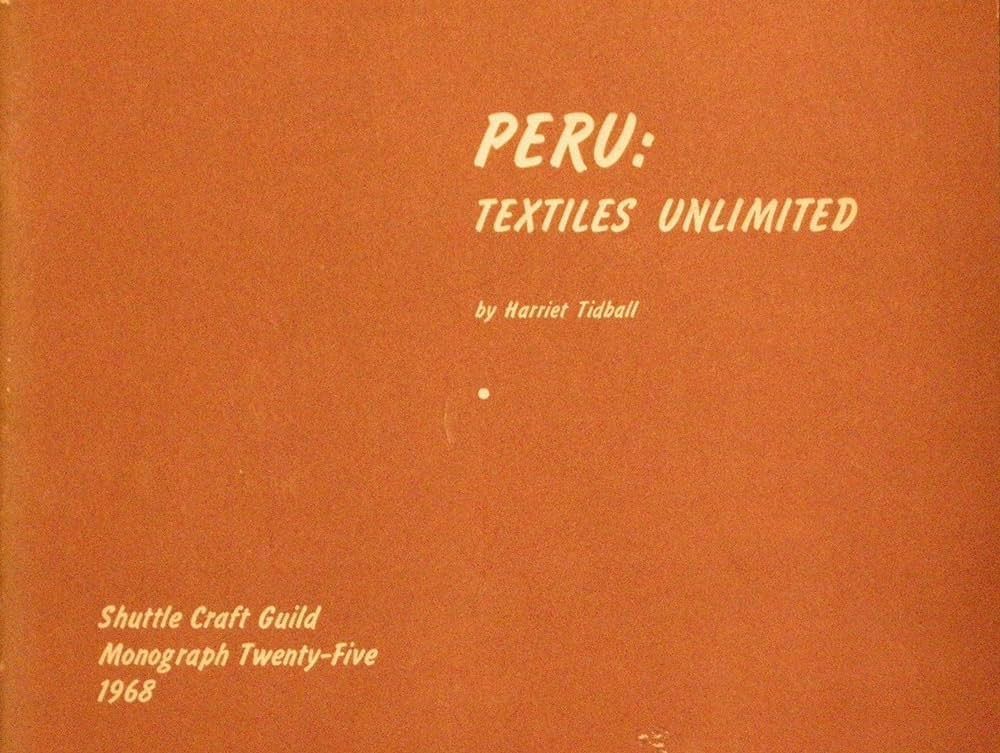 PERU:
TEXTILES UNLIMITED
by Harriet Tidball
Shuttle Craft Guild
Monograph Twenty-Five
1968